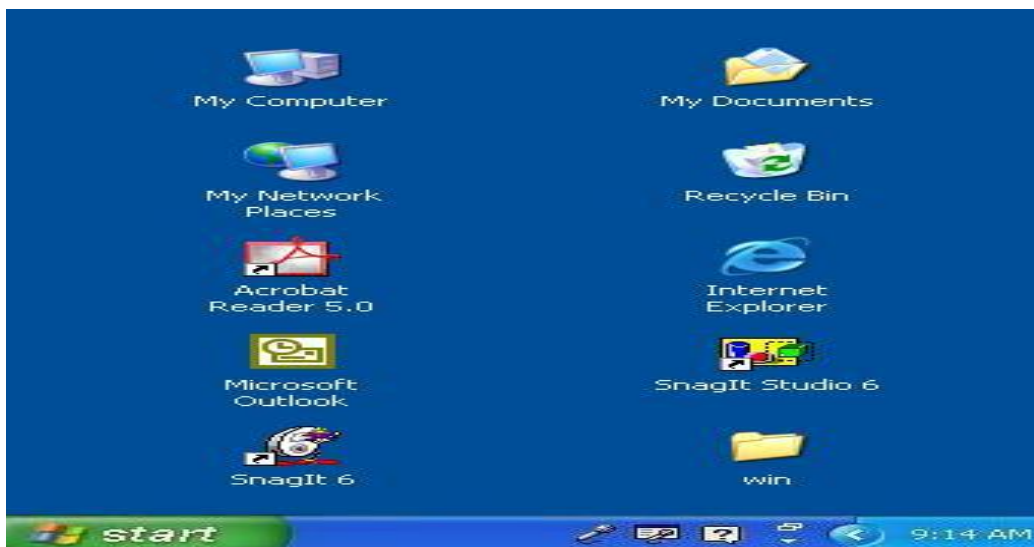 My Computer
My Documents
My Network
Places
Recycle Bin
Acrobat
Reader 5.0
Internet
Explorer
Microsoft
Outlook
SnagIt Studio 6
SnagIt 6
win
start
9:14 AM